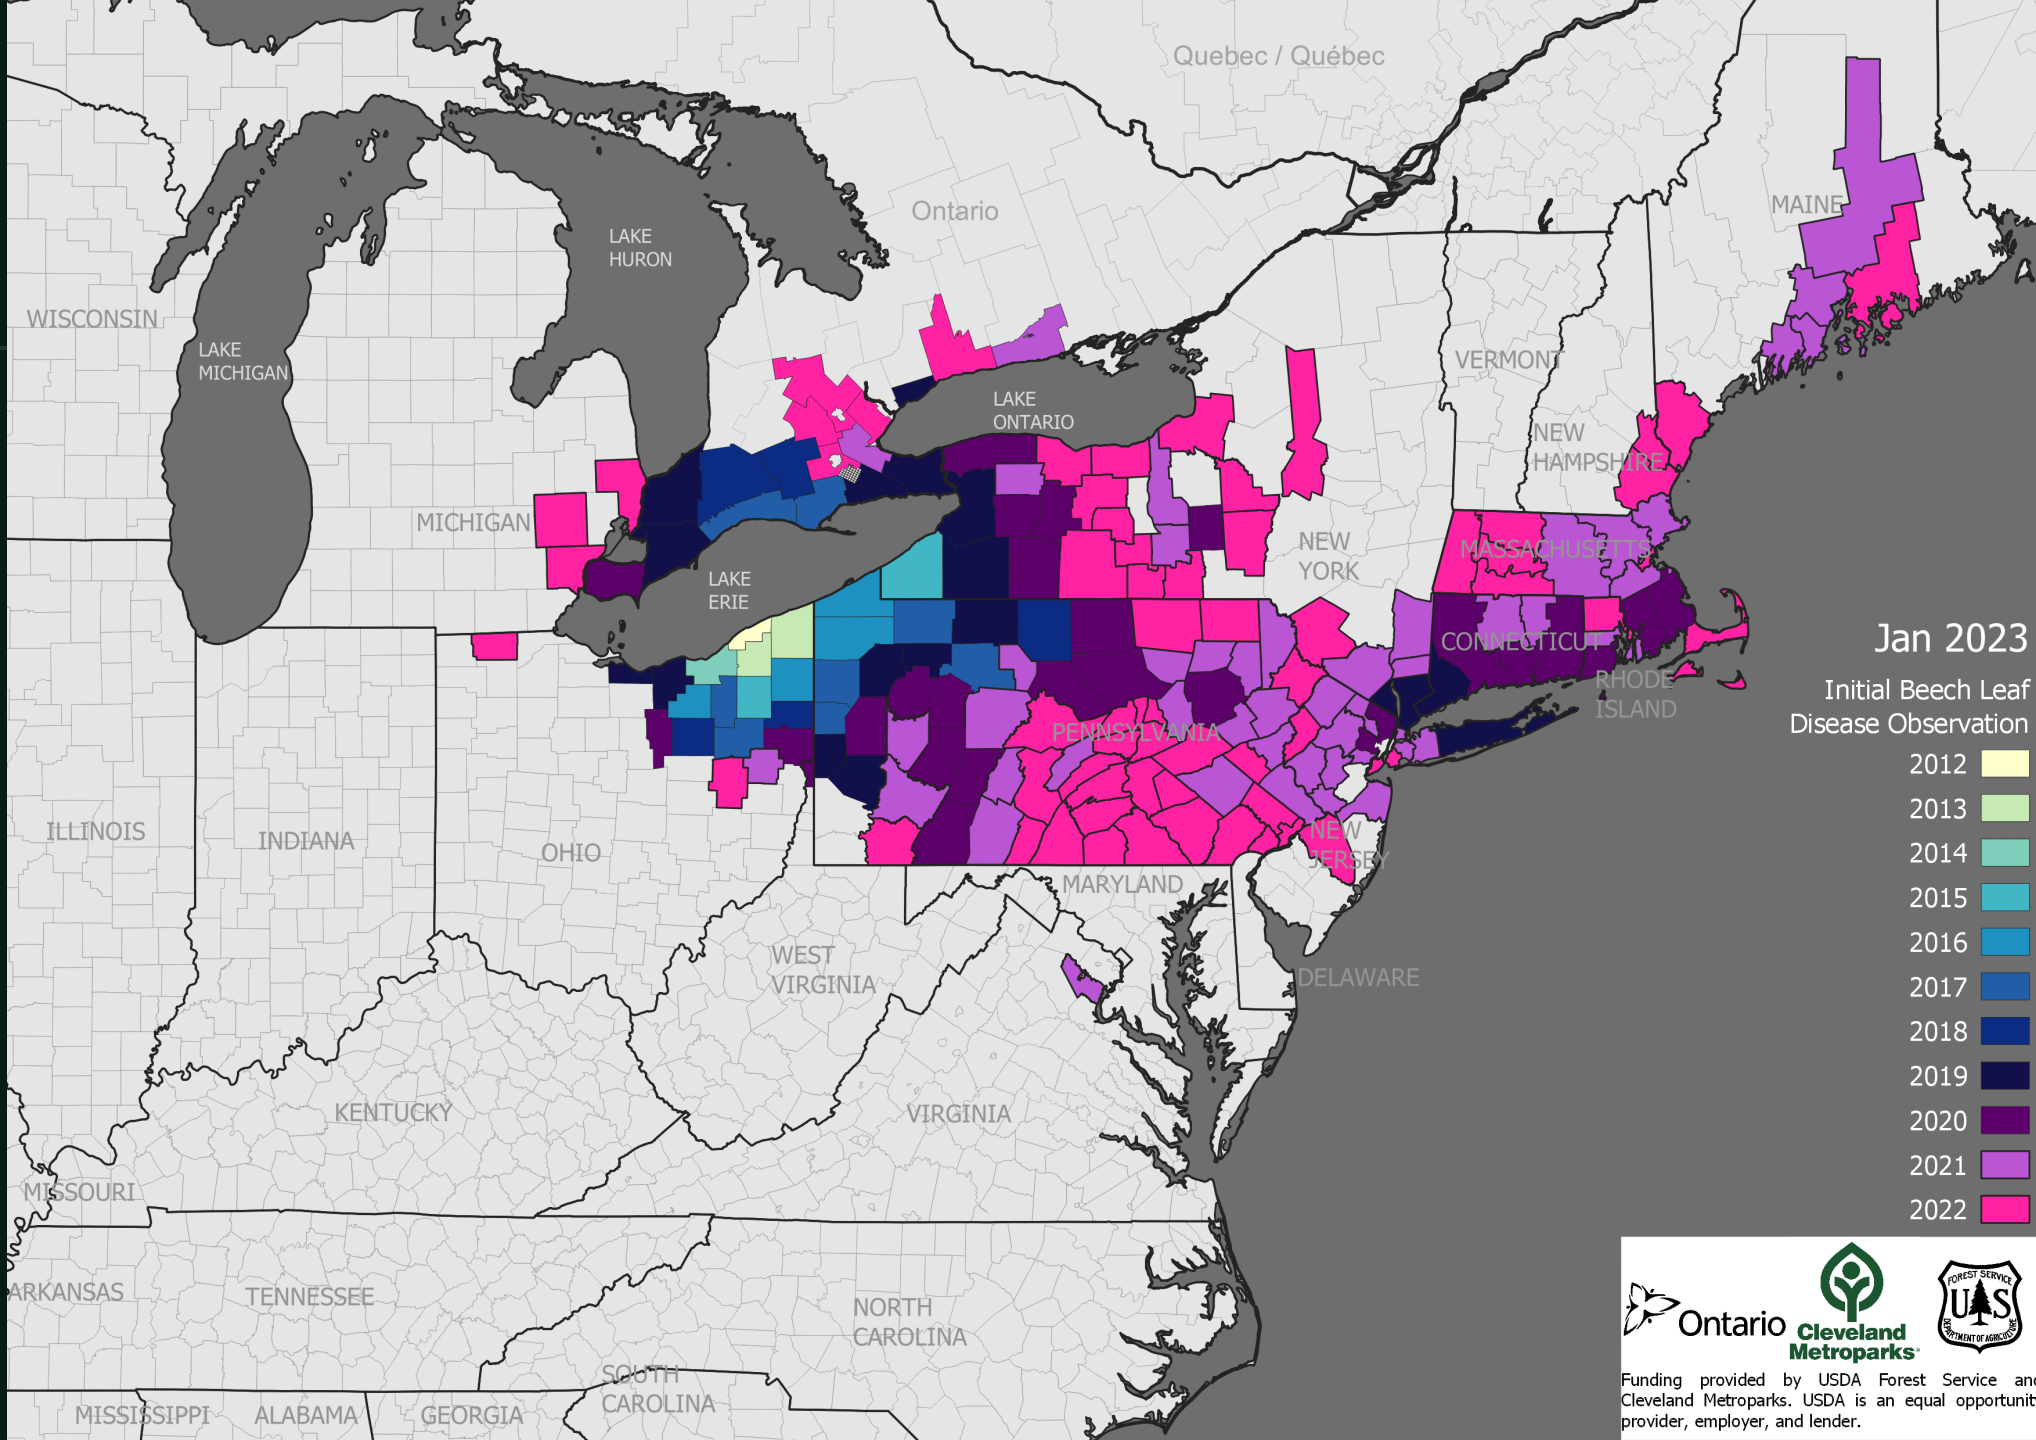 Quebec / Québec
Ontario
MAINE
LAKE
HURON
WISCONSIN
LAKE
MICHIGAN
VERMONT
LAKE
ONTARIO
NEW
HAMPSHIRE
MICHIGAN
NEW
YORK
MASSACHUSETTS
LAKE
ERIE
CONNECTICUT
RHODE
ISLAND
PENNSYLVANIA
ILLINOIS
INDIANA
OHIO
NEW
JERSEY
MARYLAND
WEST
VIRGINIA
DELAWARE
KENTUCKY
VIRGINIA
MISSOURI
ARKANSAS
TENNESSEE
NORTH
CAROLINA
SOUTH
CAROLINA
MISSISSIPPI
ALABAMA
GEORGIA
Jan 2023
Initial Beech Leaf
Disease Observation
2012
2013
2014
2015
2016
2017
2018
2019
2020
2021
2022
Ontario
Cleveland
Metroparks
FOREST SERVICE
U S
DEPARTMENT OF AGRICULTURE
Funding provided by USDA Forest Service and
Cleveland Metroparks. USDA is an equal opportunit
provider, employer, and lender.